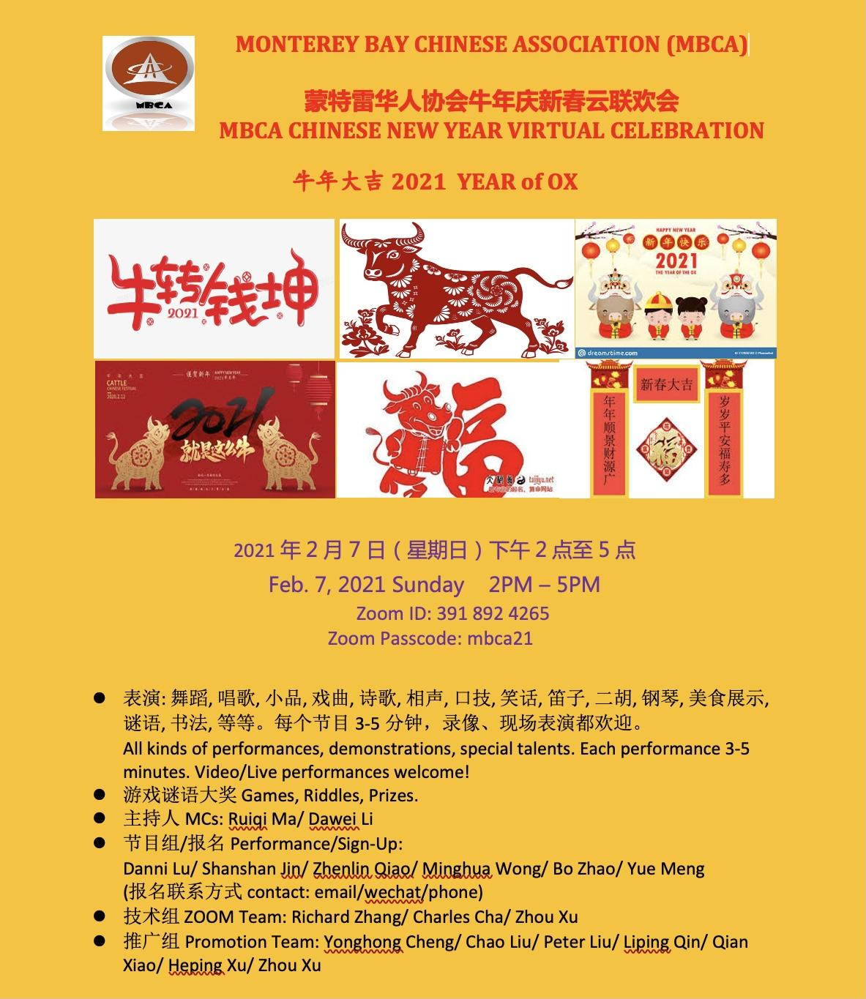 MONTEREY BAY CHINESE ASSOCIATION (MBCA)
MBCA
蒙特雷华人协会牛年庆新春云联欢会
MBCA CHINESE NEW YEAR VIRTUAL CELEBRATION
牛年大吉 2021 YEAR of OX
牛转钱坤
2021
HAPPY NEW YEAR
新年快乐
2021
THE YEAR OF THE OX
dreamstime.com
CATTLE
CHINESE FESTIVAL
2020.2.12
谨贺新年
HAPPY NEW YEAR
2021
就是这么牛
福
taijiyu.net
新春大吉
年年顺景财源广
福
岁岁平安福寿多
2021 年 2 月 7 日（星期日）下午 2 点至 5 点
Feb. 7, 2021 Sunday 2PM – 5PM
Zoom ID: 391 892 4265
Zoom Passcode: mbca21
● 表演: 舞蹈, 唱歌, 小品, 戏曲, 诗歌, 相声, 口技, 笑话, 笛子, 二胡, 钢琴, 美食展示,
谜语, 书法, 等等。每个节目 3-5 分钟，录像、现场表演都欢迎。
All kinds of performances, demonstrations, special talents. Each performance 3-5
minutes. Video/Live performances welcome!
● 游戏谜语大奖 Games, Riddles, Prizes.
● 主持人 MCs: Ruiqi Ma/ Dawei Li
● 节目组/报名 Performance/Sign-Up:
Danni Lu/ Shanshan Jin/ Zhenlin Qiao/ Minghua Wong/ Bo Zhao/ Yue Meng
(报名联系方式 contact: email/wechat/phone)
● 技术组 ZOOM Team: Richard Zhang/ Charles Cha/ Zhou Xu
● 推广组 Promotion Team: Yonghong Cheng/ Chao Liu/ Peter Liu/ Liping Qin/ Qian
Xiao/ Heping Xu/ Zhou Xu